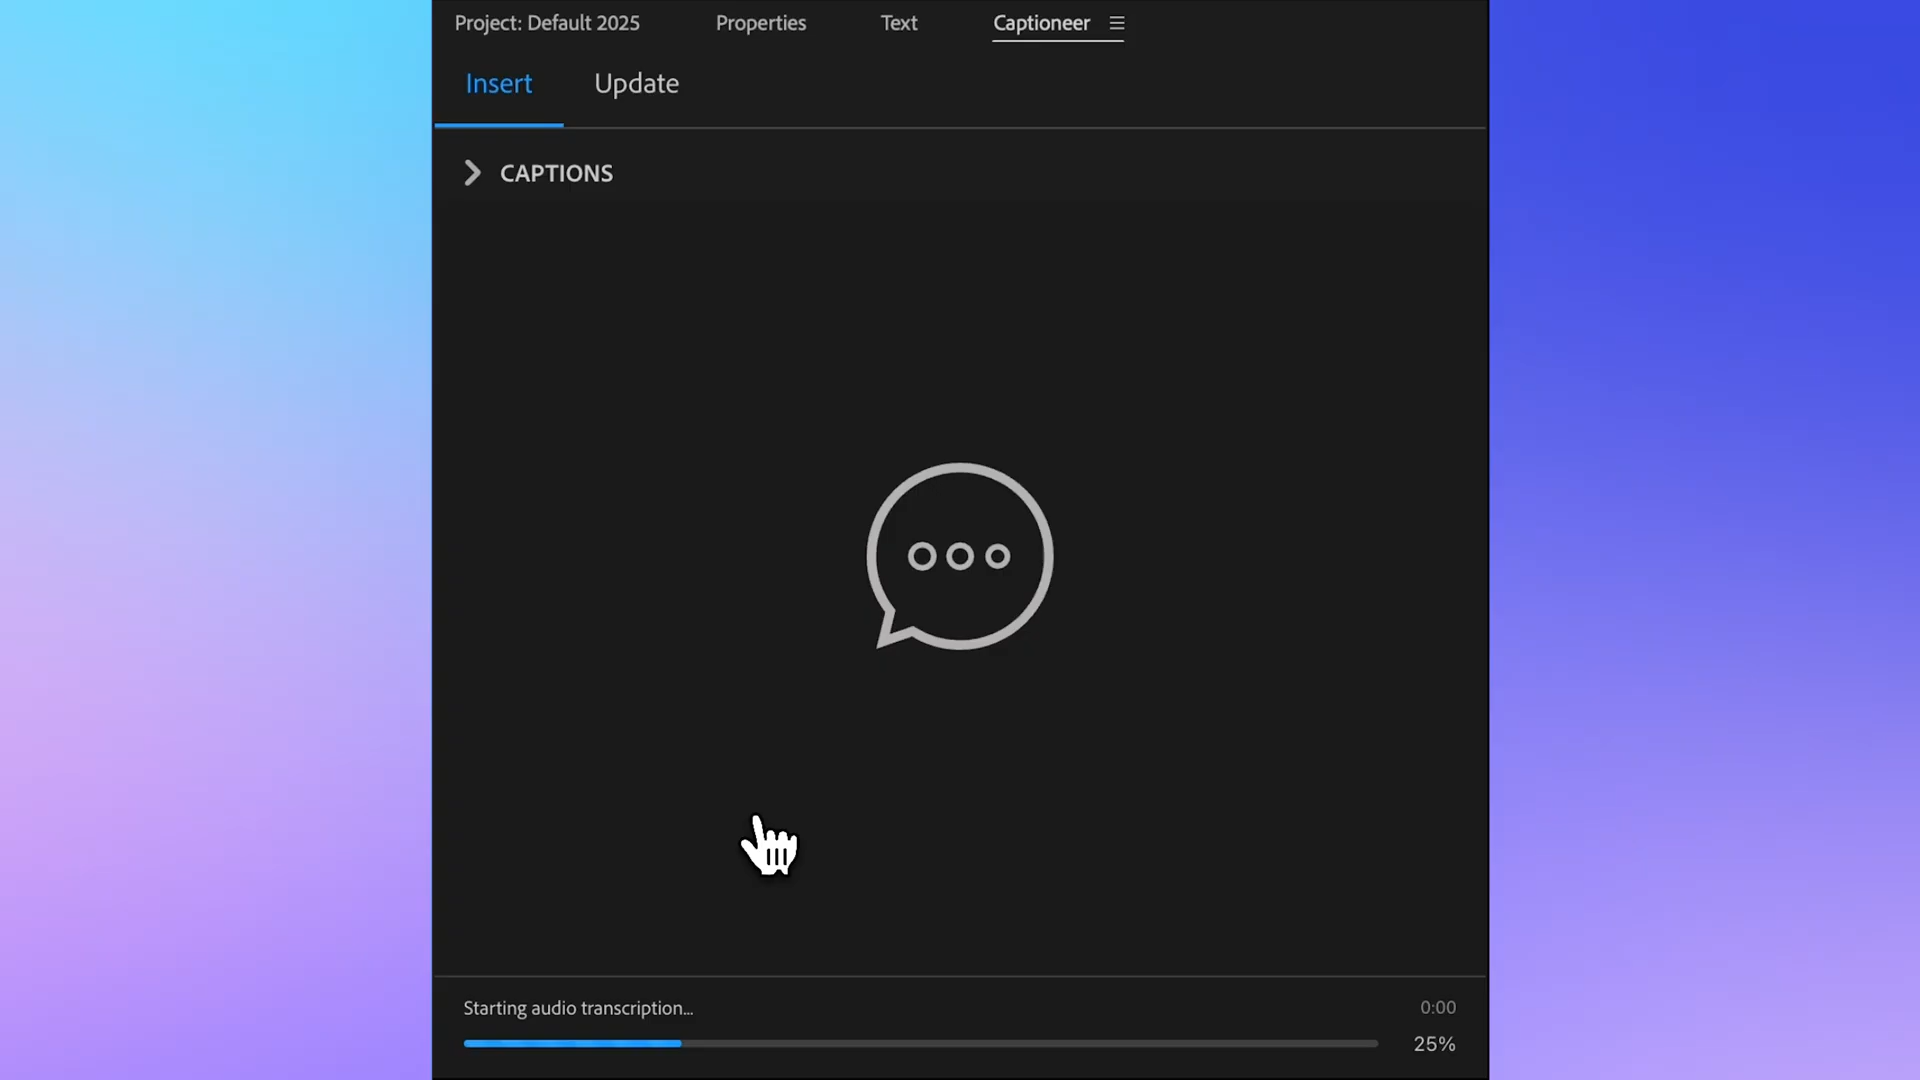 Project: Default 2025 Properties Text Captioneer
Insert Update
CAPTIONS
Starting audio transcription... 0:00
25%